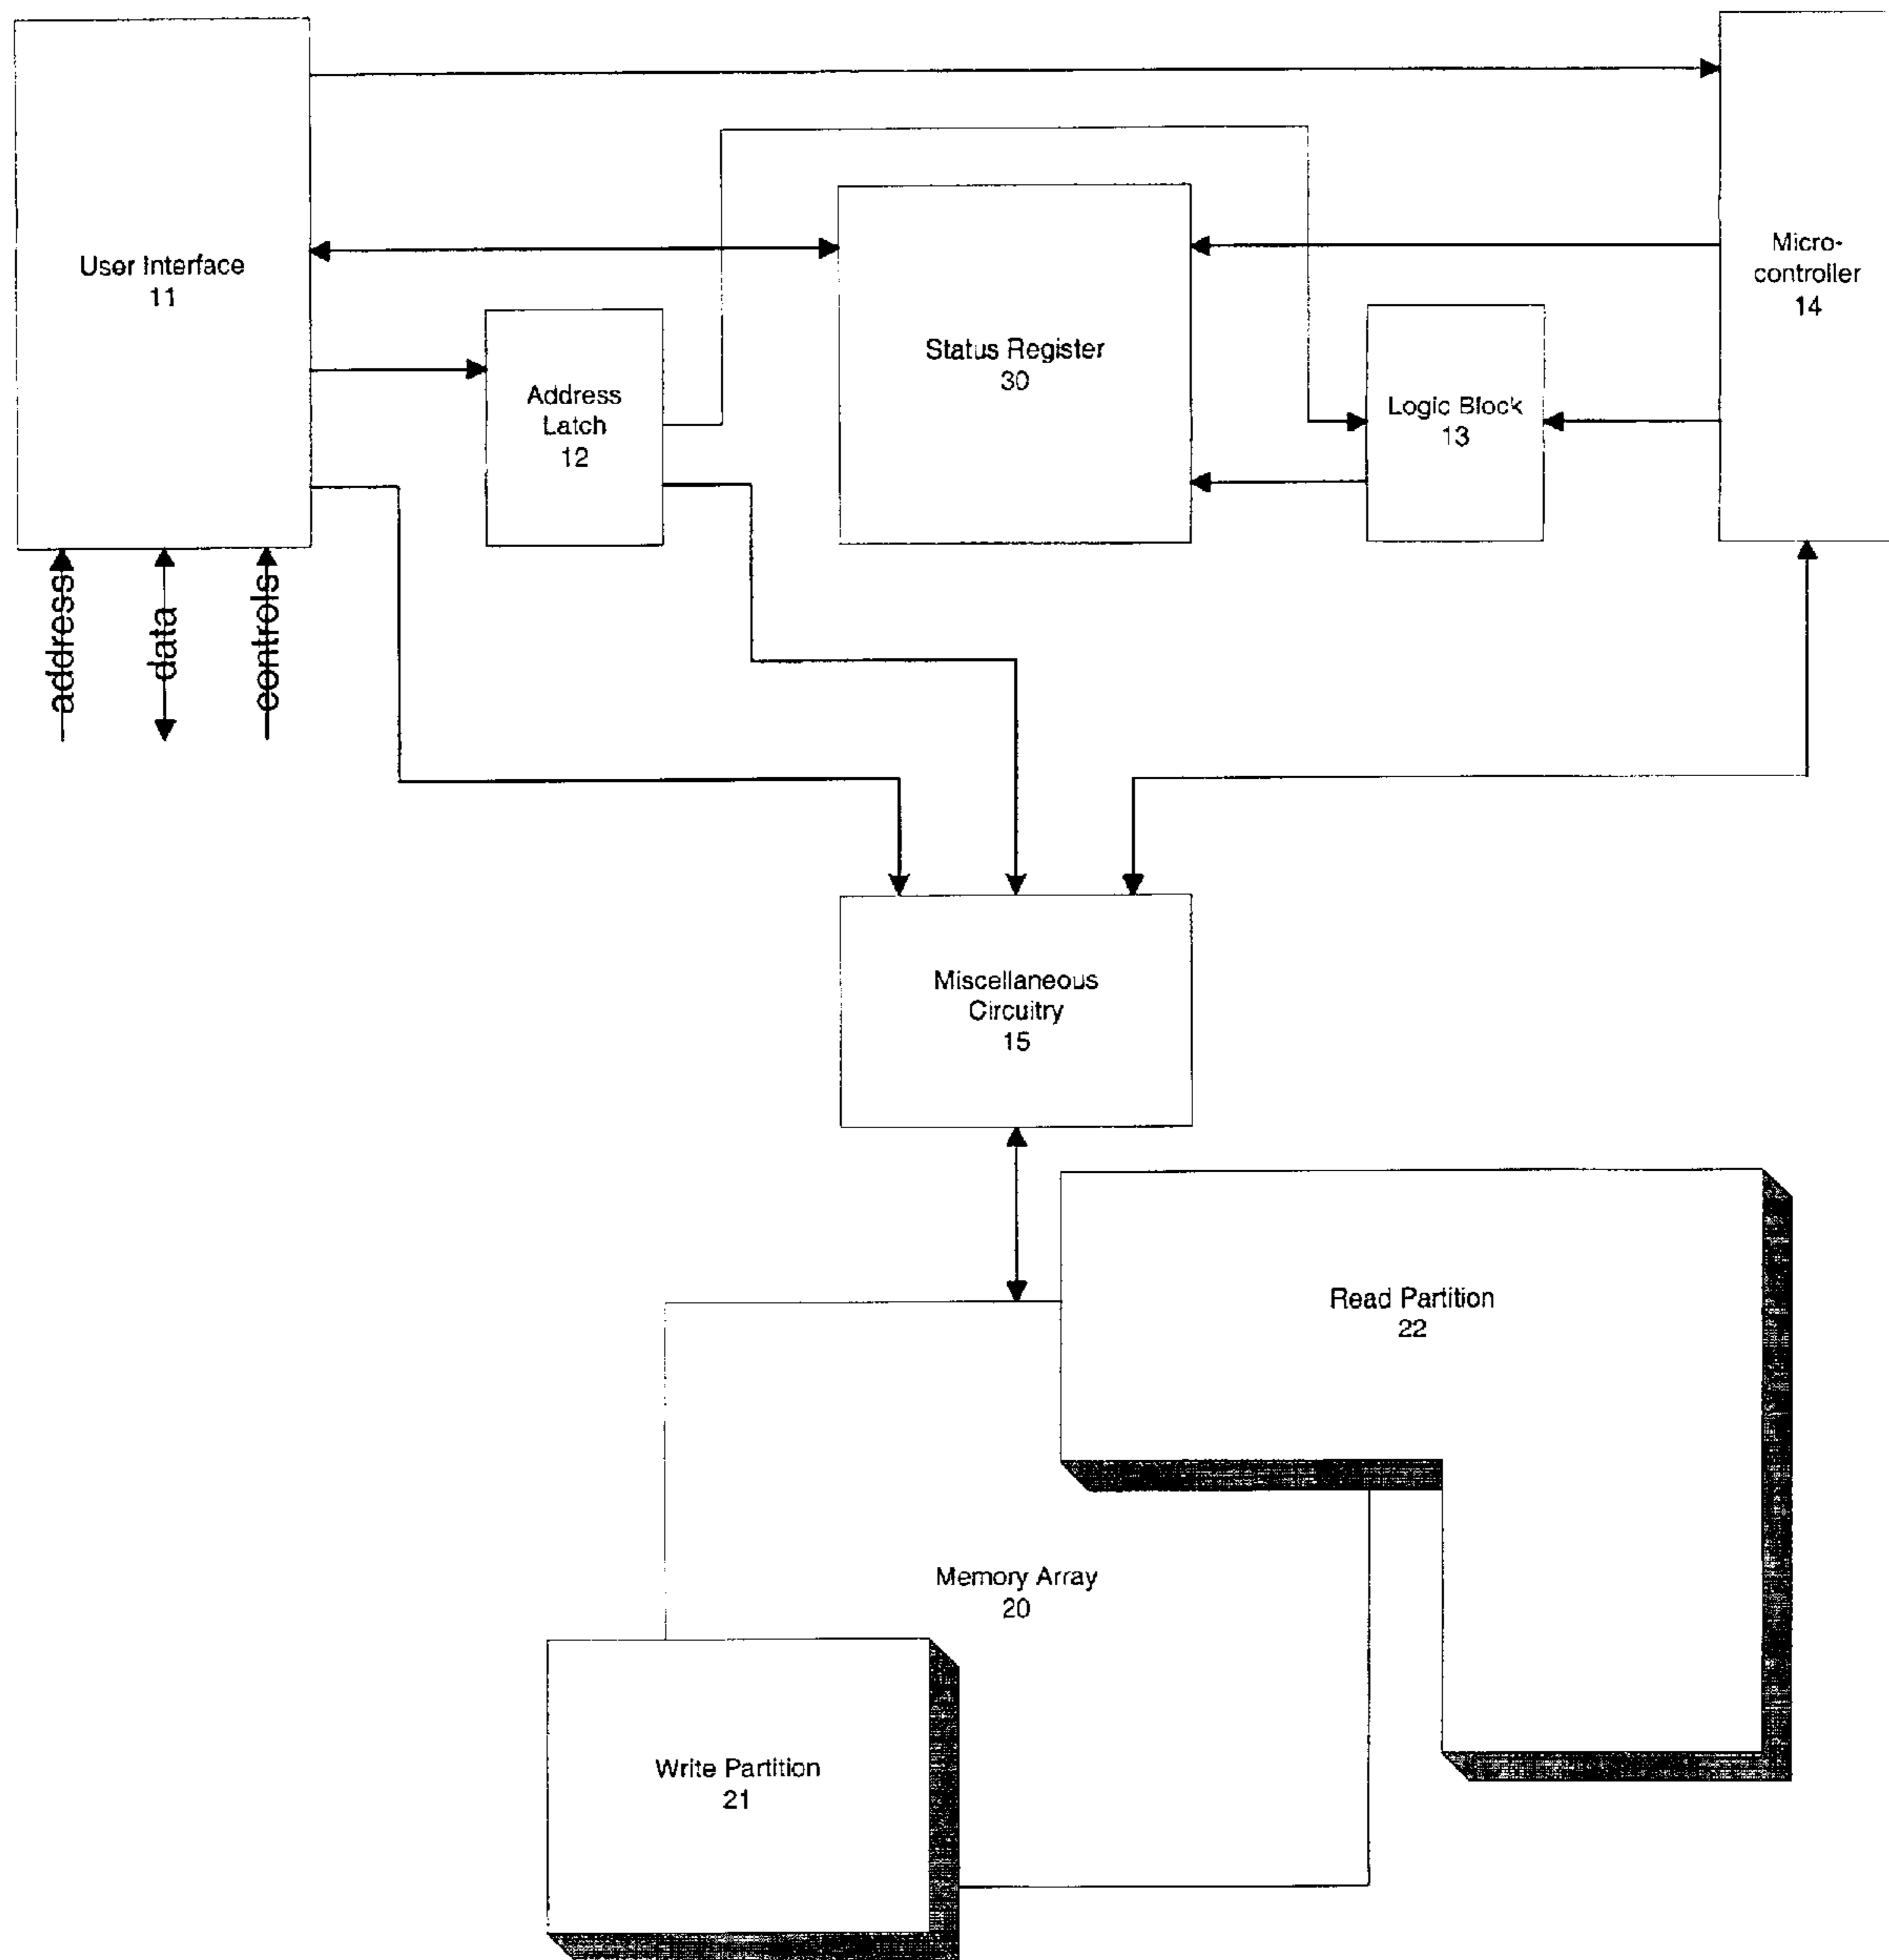 User Interface
11
Address
Latch
12
Status Register
30
Logic Block
13
Micro-
controller
14
address
data
controls
Miscellaneous
Circuitry
15
Read Partition
22
Memory Array
20
Write Partition
21